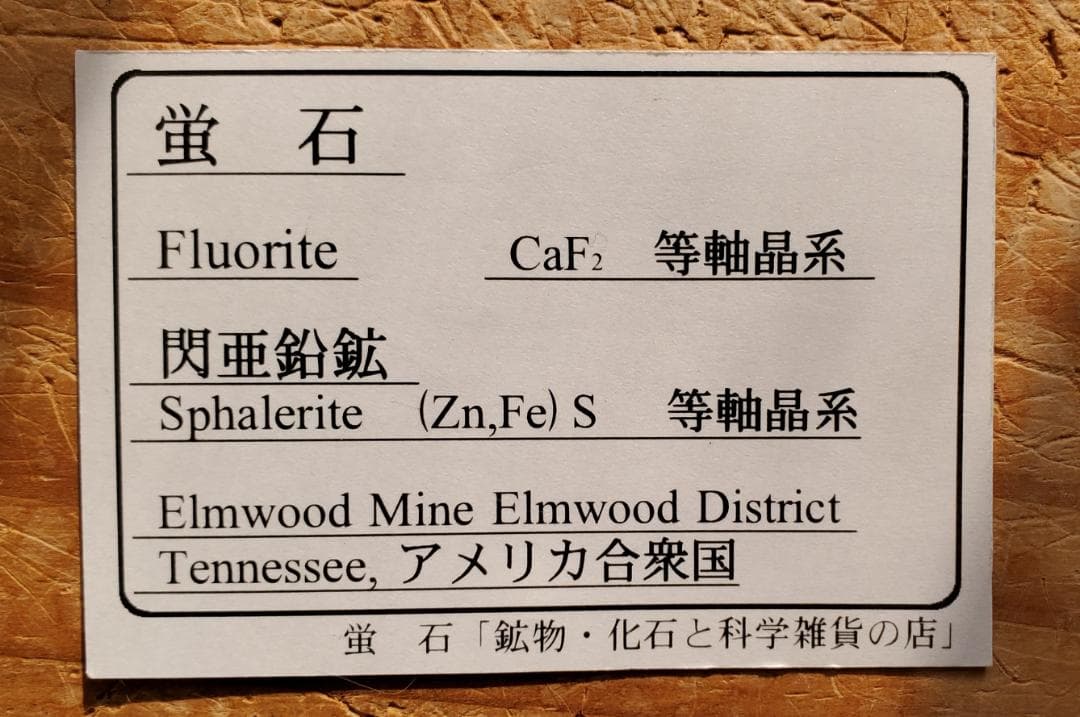 蛍　石
Fluorite　CaF₂　等軸晶系
閃亜鉛鉱
Sphalerite　(Zn,Fe) S　等軸晶系
Elmwood Mine Elmwood District
Tennessee, アメリカ合衆国
蛍　石「鉱物・化石と科学雑貨の店」